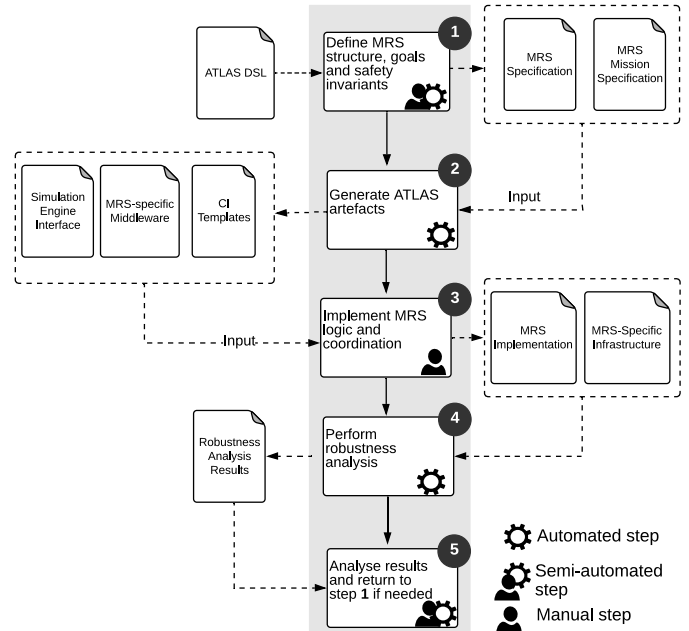 1
Define MRS
structure, goals
and safety
invariants
ATLAS DSL
MRS
Specification
MRS
Mission
Specification
2
Generate ATLAS
artefacts
Input
Simulation
Engine
Interface
MRS-specific
Middleware
CI
Templates
3
Implement MRS
logic and
coordination
Input
MRS
Implementation
MRS-Specific
Infrastructure
4
Perform
robustness
analysis
Robustness
Analysis
Results
5
Analyse results
and return to
step 1 if needed
Automated step
Semi-automated
step
Manual step